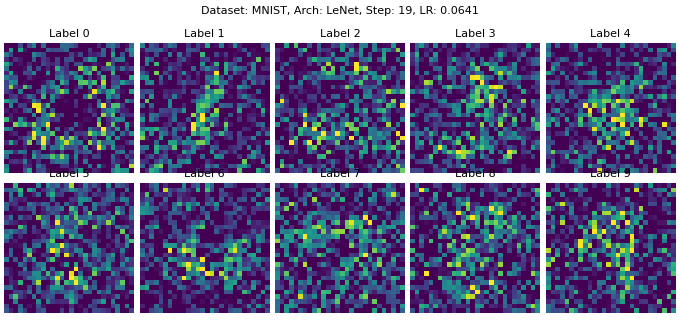 Dataset: MNIST, Arch: LeNet, Step: 19, LR: 0.0641
Label 0 Label 1 Label 2 Label 3 Label 4
Label 5 Label 6 Label 7 Label 8 Label 9